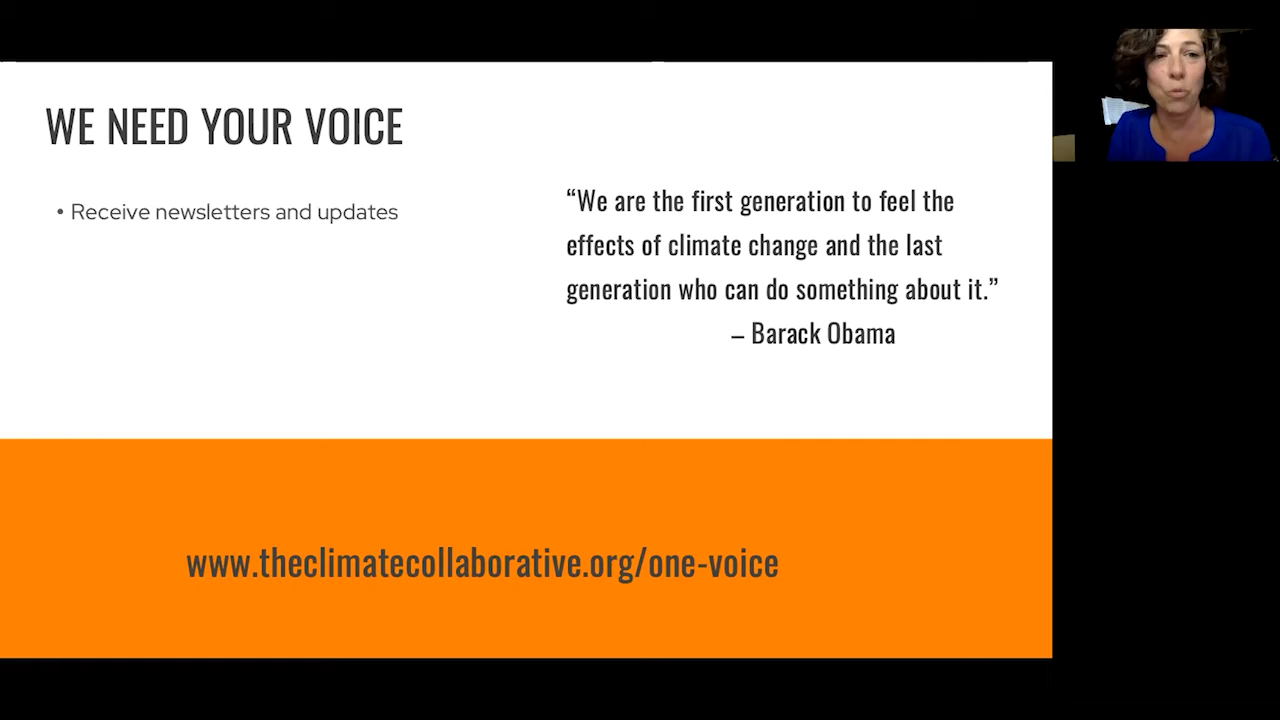 WE NEED YOUR VOICE
• Receive newsletters and updates
“We are the first generation to feel the
effects of climate change and the last
generation who can do something about it.”
– Barack Obama
www.theclimatecollaborative.org/one-voice